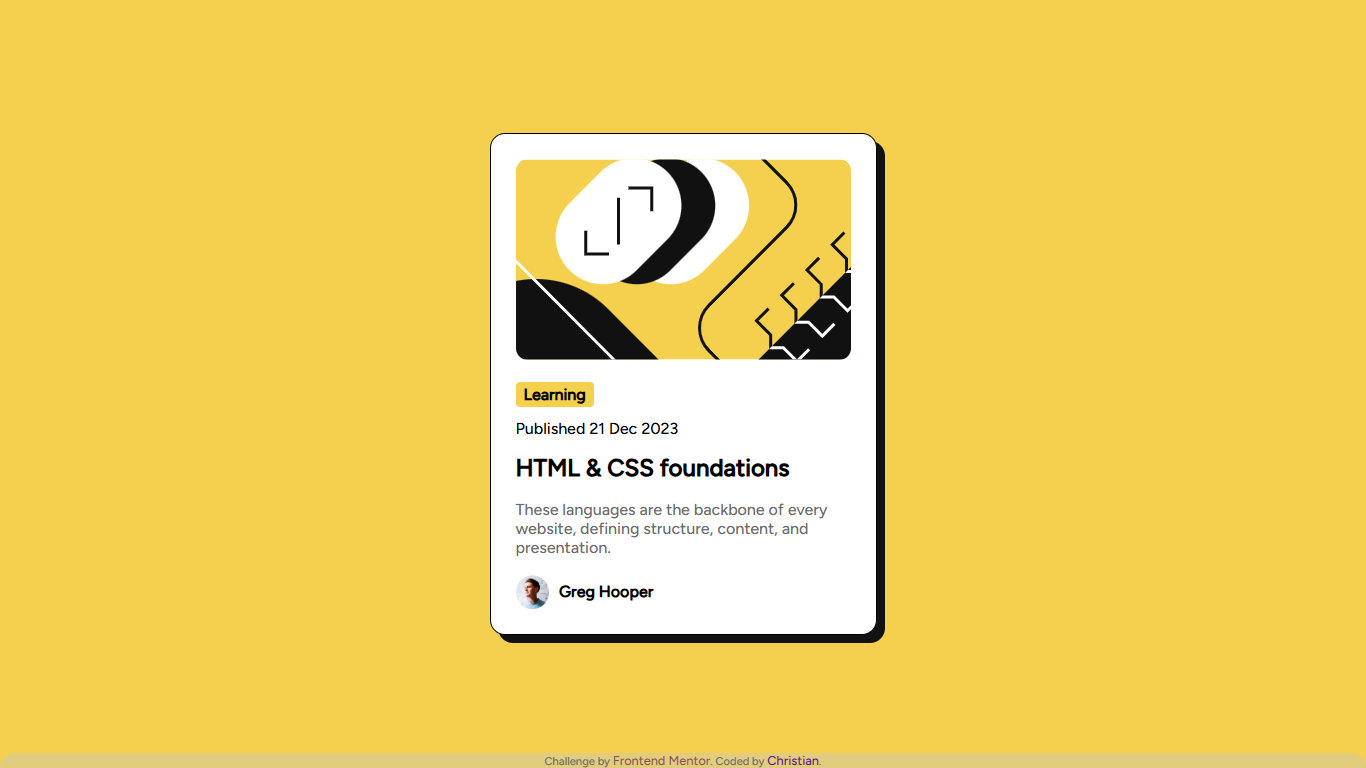 Learning
Published 21 Dec 2023
HTML & CSS foundations
These languages are the backbone of every
website, defining structure, content, and
presentation.
Greg Hooper
Challenge by Frontend Mentor. Coded by Christian.